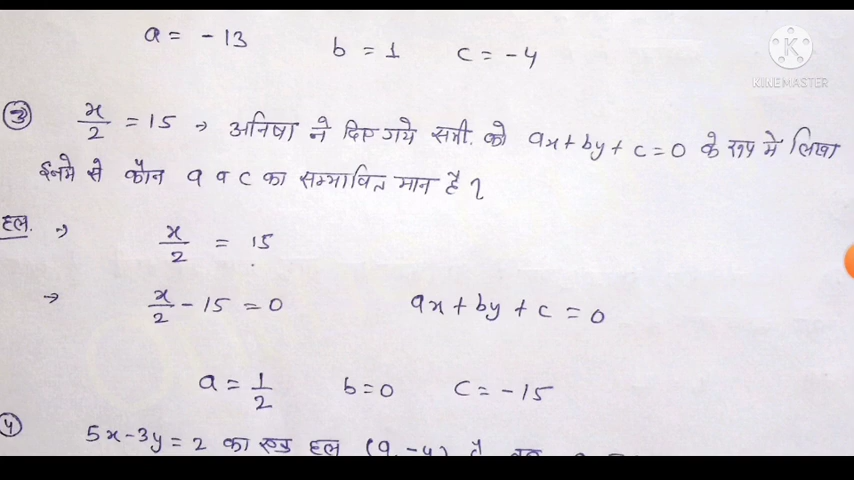 a = -13 b = 1 c = -4
KINEMASTER
③ x/2 = 15 → अनिषा ने दिए गये समी. को ax+by+c=0 के रूप मे लिखा
इनमे से कौन a व c का सम्भावित मान है ?
हल. → x/2 = 15
→ x/2 - 15 = 0 ax + by + c = 0
a = 1/2 b = 0 c = -15
④ 5x-3y = 2 का एक हल